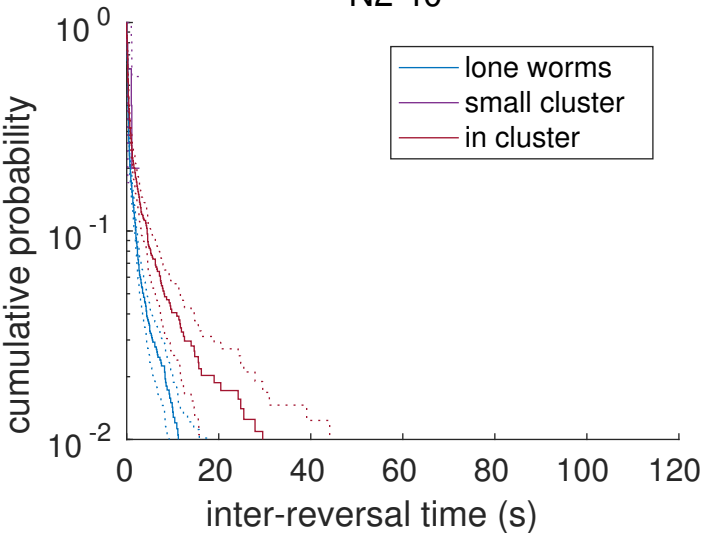 lone worms
small cluster
in cluster
cumulative probability
10^0
10^-1
10^-2
0 20 40 60 80 100 120
inter-reversal time (s)